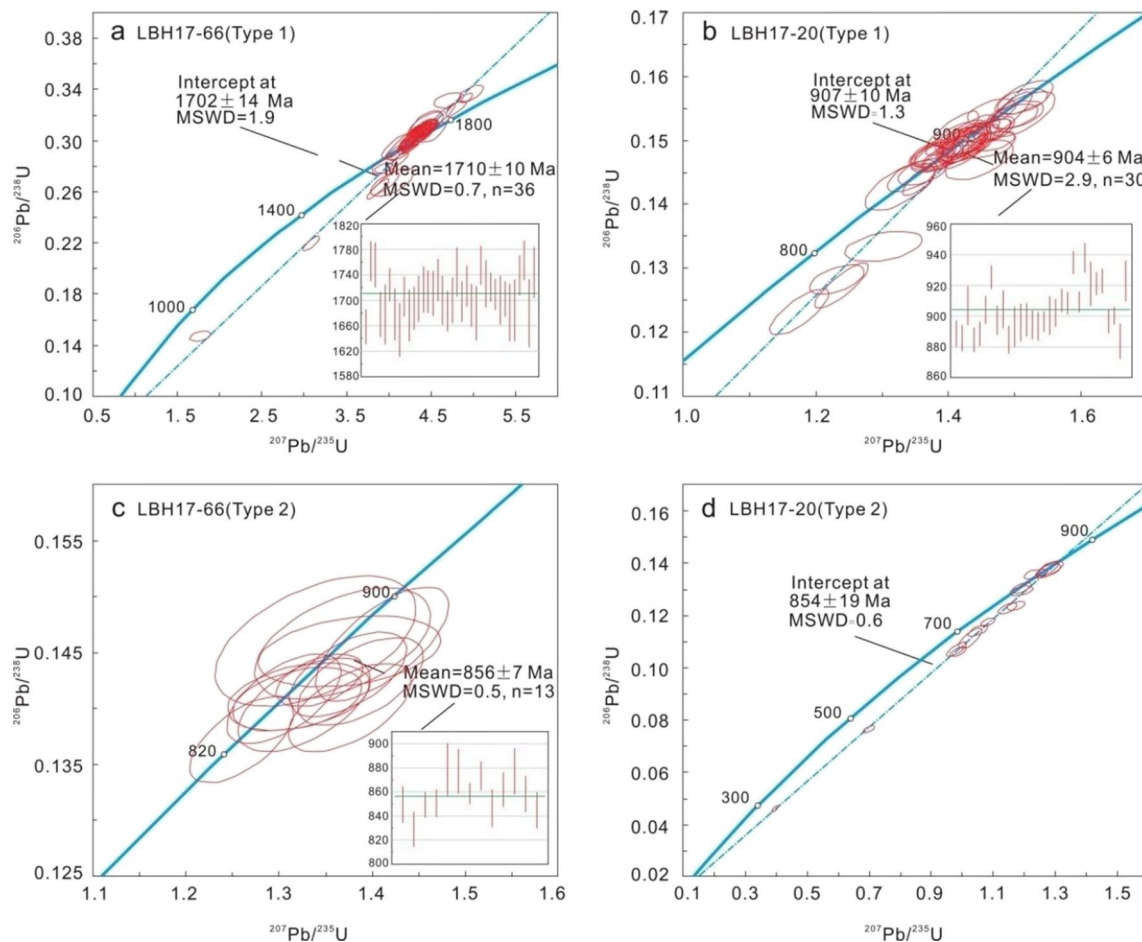 a LBH17-66(Type 1)
0.38
0.34
0.30
0.26
0.22
0.18
0.14
0.10
²⁰⁶Pb/²³⁸U
Intercept at
1702±14 Ma
MSWD=1.9
1800
1400
1000
Mean=1710±10 Ma
MSWD=0.7, n=36
1820
1780
1740
1700
1660
1620
1580
0.5 1.5 2.5 3.5 4.5 5.5
²⁰⁷Pb/²³⁵U
b LBH17-20(Type 1)
0.17
0.16
0.15
0.14
0.13
0.12
0.11
²⁰⁶Pb/²³⁸U
Intercept at
907±10 Ma
MSWD=1.3
900
800
Mean=904±6 Ma
MSWD=2.9, n=30
960
940
920
900
880
860
1.0 1.2 1.4 1.6
²⁰⁷Pb/²³⁵U
c LBH17-66(Type 2)
0.155
0.145
0.135
0.125
²⁰⁶Pb/²³⁸U
900
820
Mean=856±7 Ma
MSWD=0.5, n=13
900
880
860
840
820
800
1.1 1.2 1.3 1.4 1.5 1.6
²⁰⁷Pb/²³⁵U
d LBH17-20(Type 2)
0.16
0.14
0.12
0.10
0.08
0.06
0.04
0.02
²⁰⁶Pb/²³⁸U
Intercept at
854±19 Ma
MSWD=0.6
900
700
500
300
0.1 0.3 0.5 0.7 0.9 1.1 1.3 1.5
²⁰⁷Pb/²³⁵U